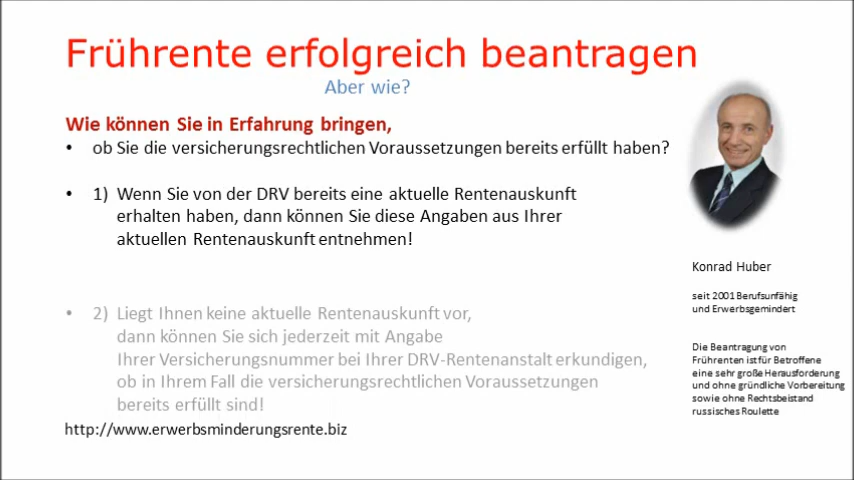 Frührente erfolgreich beantragen
Aber wie?
Wie können Sie in Erfahrung bringen,
• ob Sie die versicherungsrechtlichen Voraussetzungen bereits erfüllt haben?
• 1) Wenn Sie von der DRV bereits eine aktuelle Rentenauskunft
erhalten haben, dann können Sie diese Angaben aus Ihrer
aktuellen Rentenauskunft entnehmen!
• 2) Liegt Ihnen keine aktuelle Rentenauskunft vor,
dann können Sie sich jederzeit mit Angabe
Ihrer Versicherungsnummer bei Ihrer DRV-Rentenanstalt erkundigen,
ob in Ihrem Fall die versicherungsrechtlichen Voraussetzungen
bereits erfüllt sind!
http://www.erwerbsminderungsrente.biz
Konrad Huber
seit 2001 Berufsunfähig
und Erwerbsgemindert
Die Beantragung von
Frührenten ist für Betroffene
eine sehr große Herausforderung
und ohne gründliche Vorbereitung
sowie ohne Rechtsbeistand
russisches Roulette